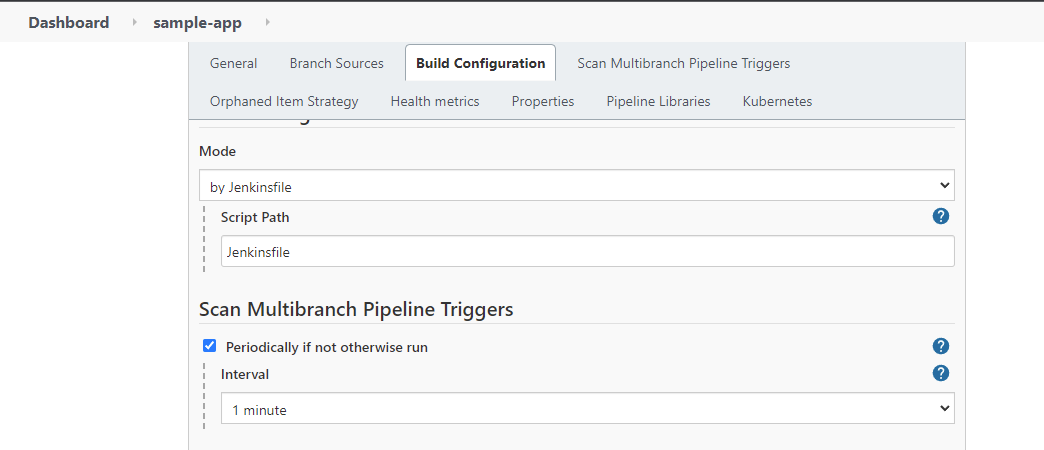 Dashboard sample-app
General Branch Sources Build Configuration Scan Multibranch Pipeline Triggers
Orphaned Item Strategy Health metrics Properties Pipeline Libraries Kubernetes
Mode
by Jenkinsfile
Script Path ?
Jenkinsfile
Scan Multibranch Pipeline Triggers
Periodically if not otherwise run ?
Interval ?
1 minute